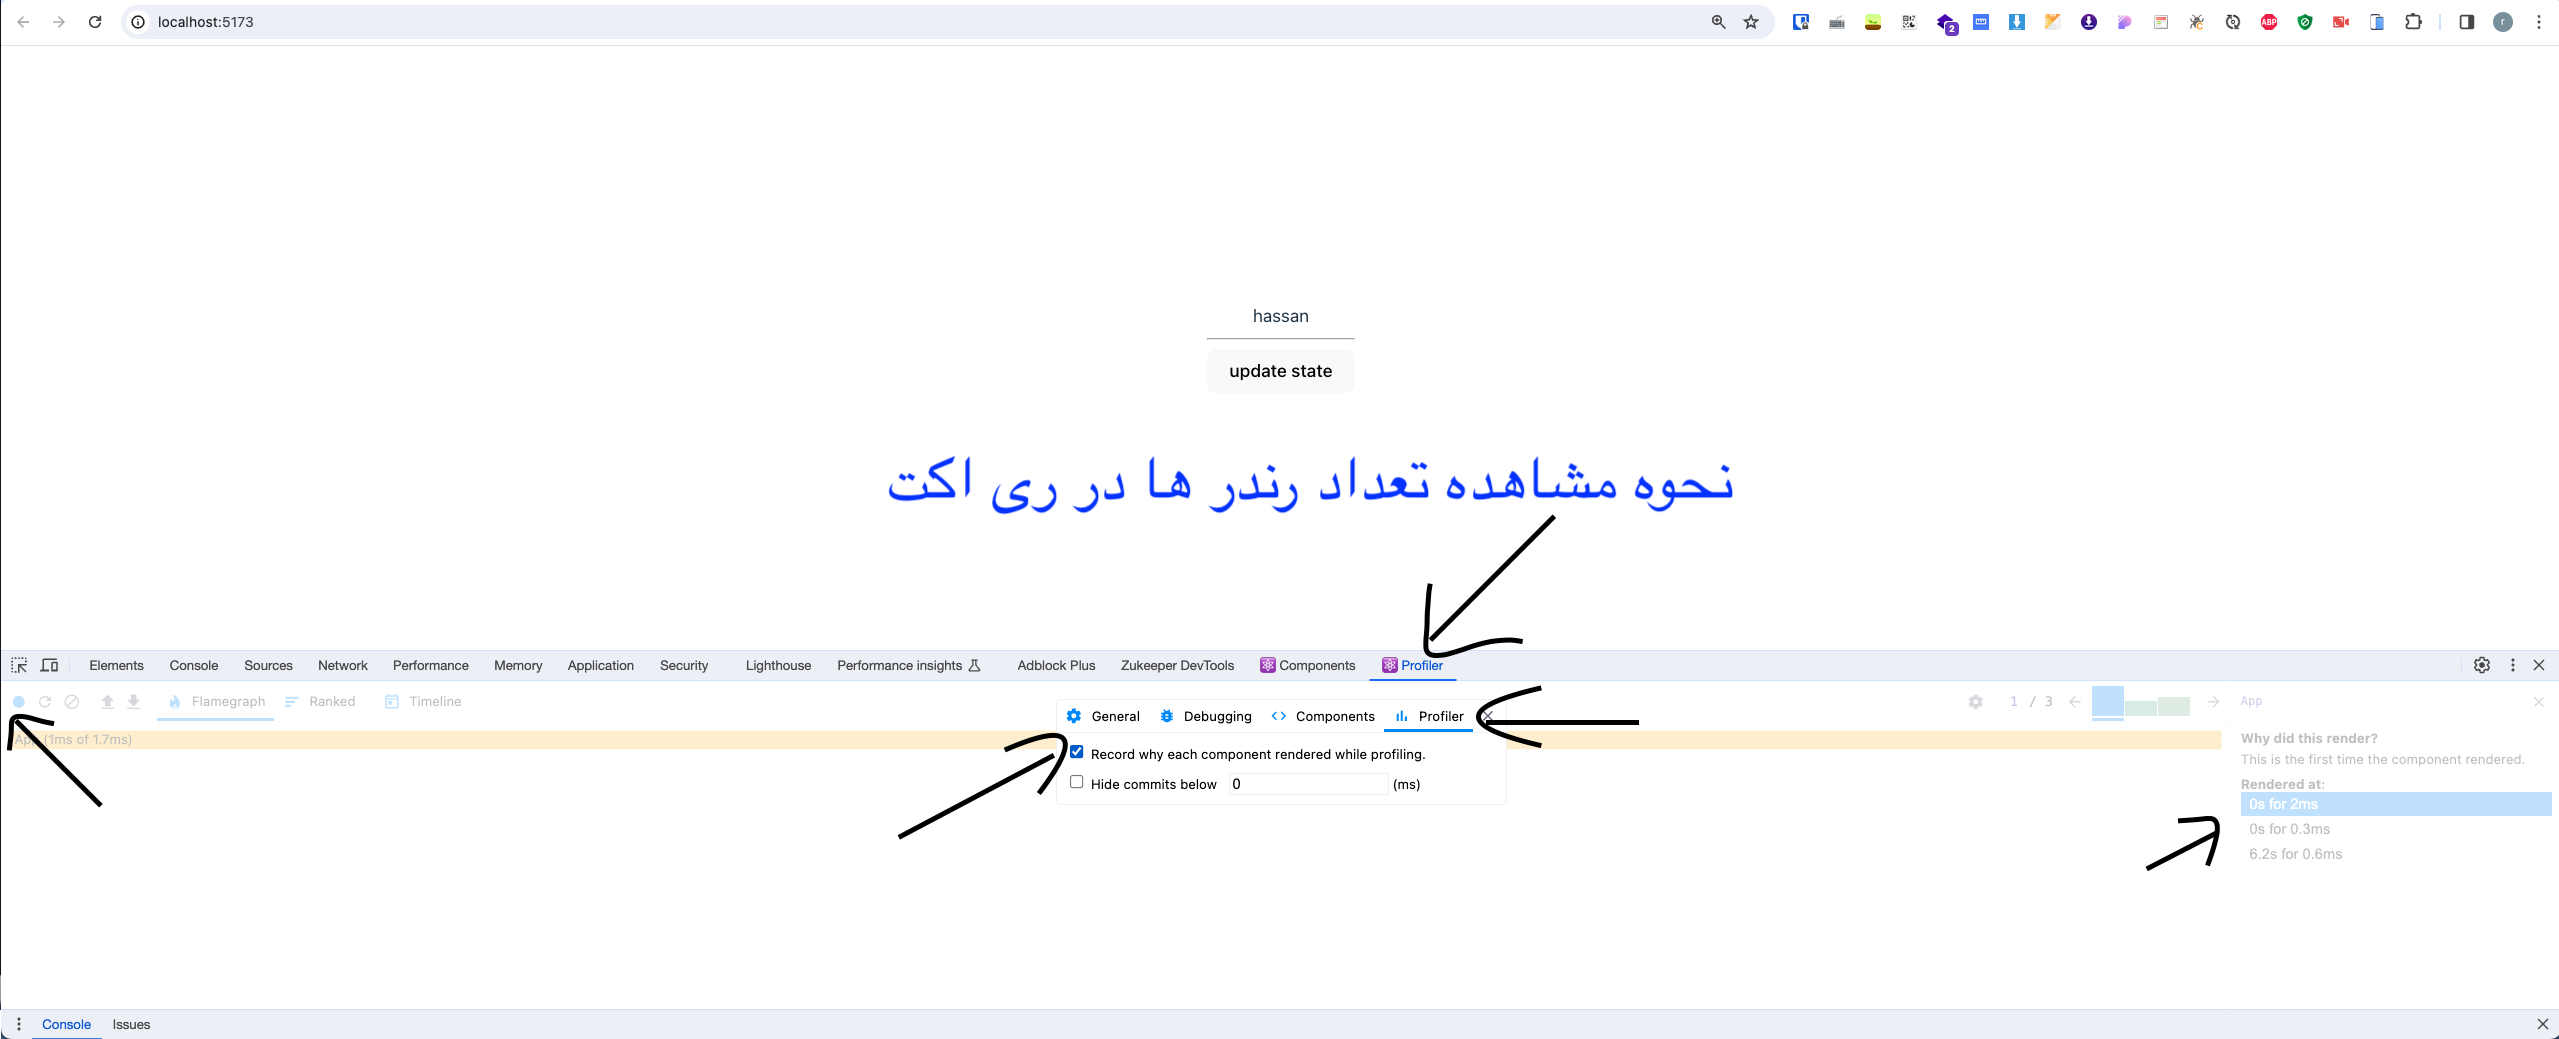 localhost:5173
2
ABP
r
hassan
update state
نحوه مشاهده تعداد رندر ها در ری اکت
Elements Console Sources Network Performance Memory Application Security Lighthouse Performance insights Adblock Plus Zukeeper DevTools Components Profiler
Flamegraph Ranked Timeline
1 / 3
App
App (1ms of 1.7ms)
General Debugging Components Profiler
Record why each component rendered while profiling.
Hide commits below 0 (ms)
Why did this render?
This is the first time the component rendered.
Rendered at:
0s for 2ms
0s for 0.3ms
6.2s for 0.6ms
Console Issues